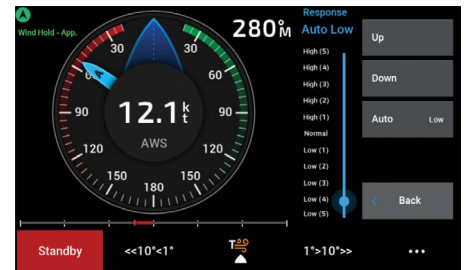 Wind Hold - App.
280°M
30
30
60
60
90
90
12.1 kt
AWS
120
120
150
150
180
Response
Auto Low
High (5)
High (4)
High (3)
High (2)
High (1)
Normal
Low (1)
Low (2)
Low (3)
Low (4)
Low (5)
Up
Down
Auto Low
< Back
Standby
<<10°<1°
T
1°>10°>>
•••